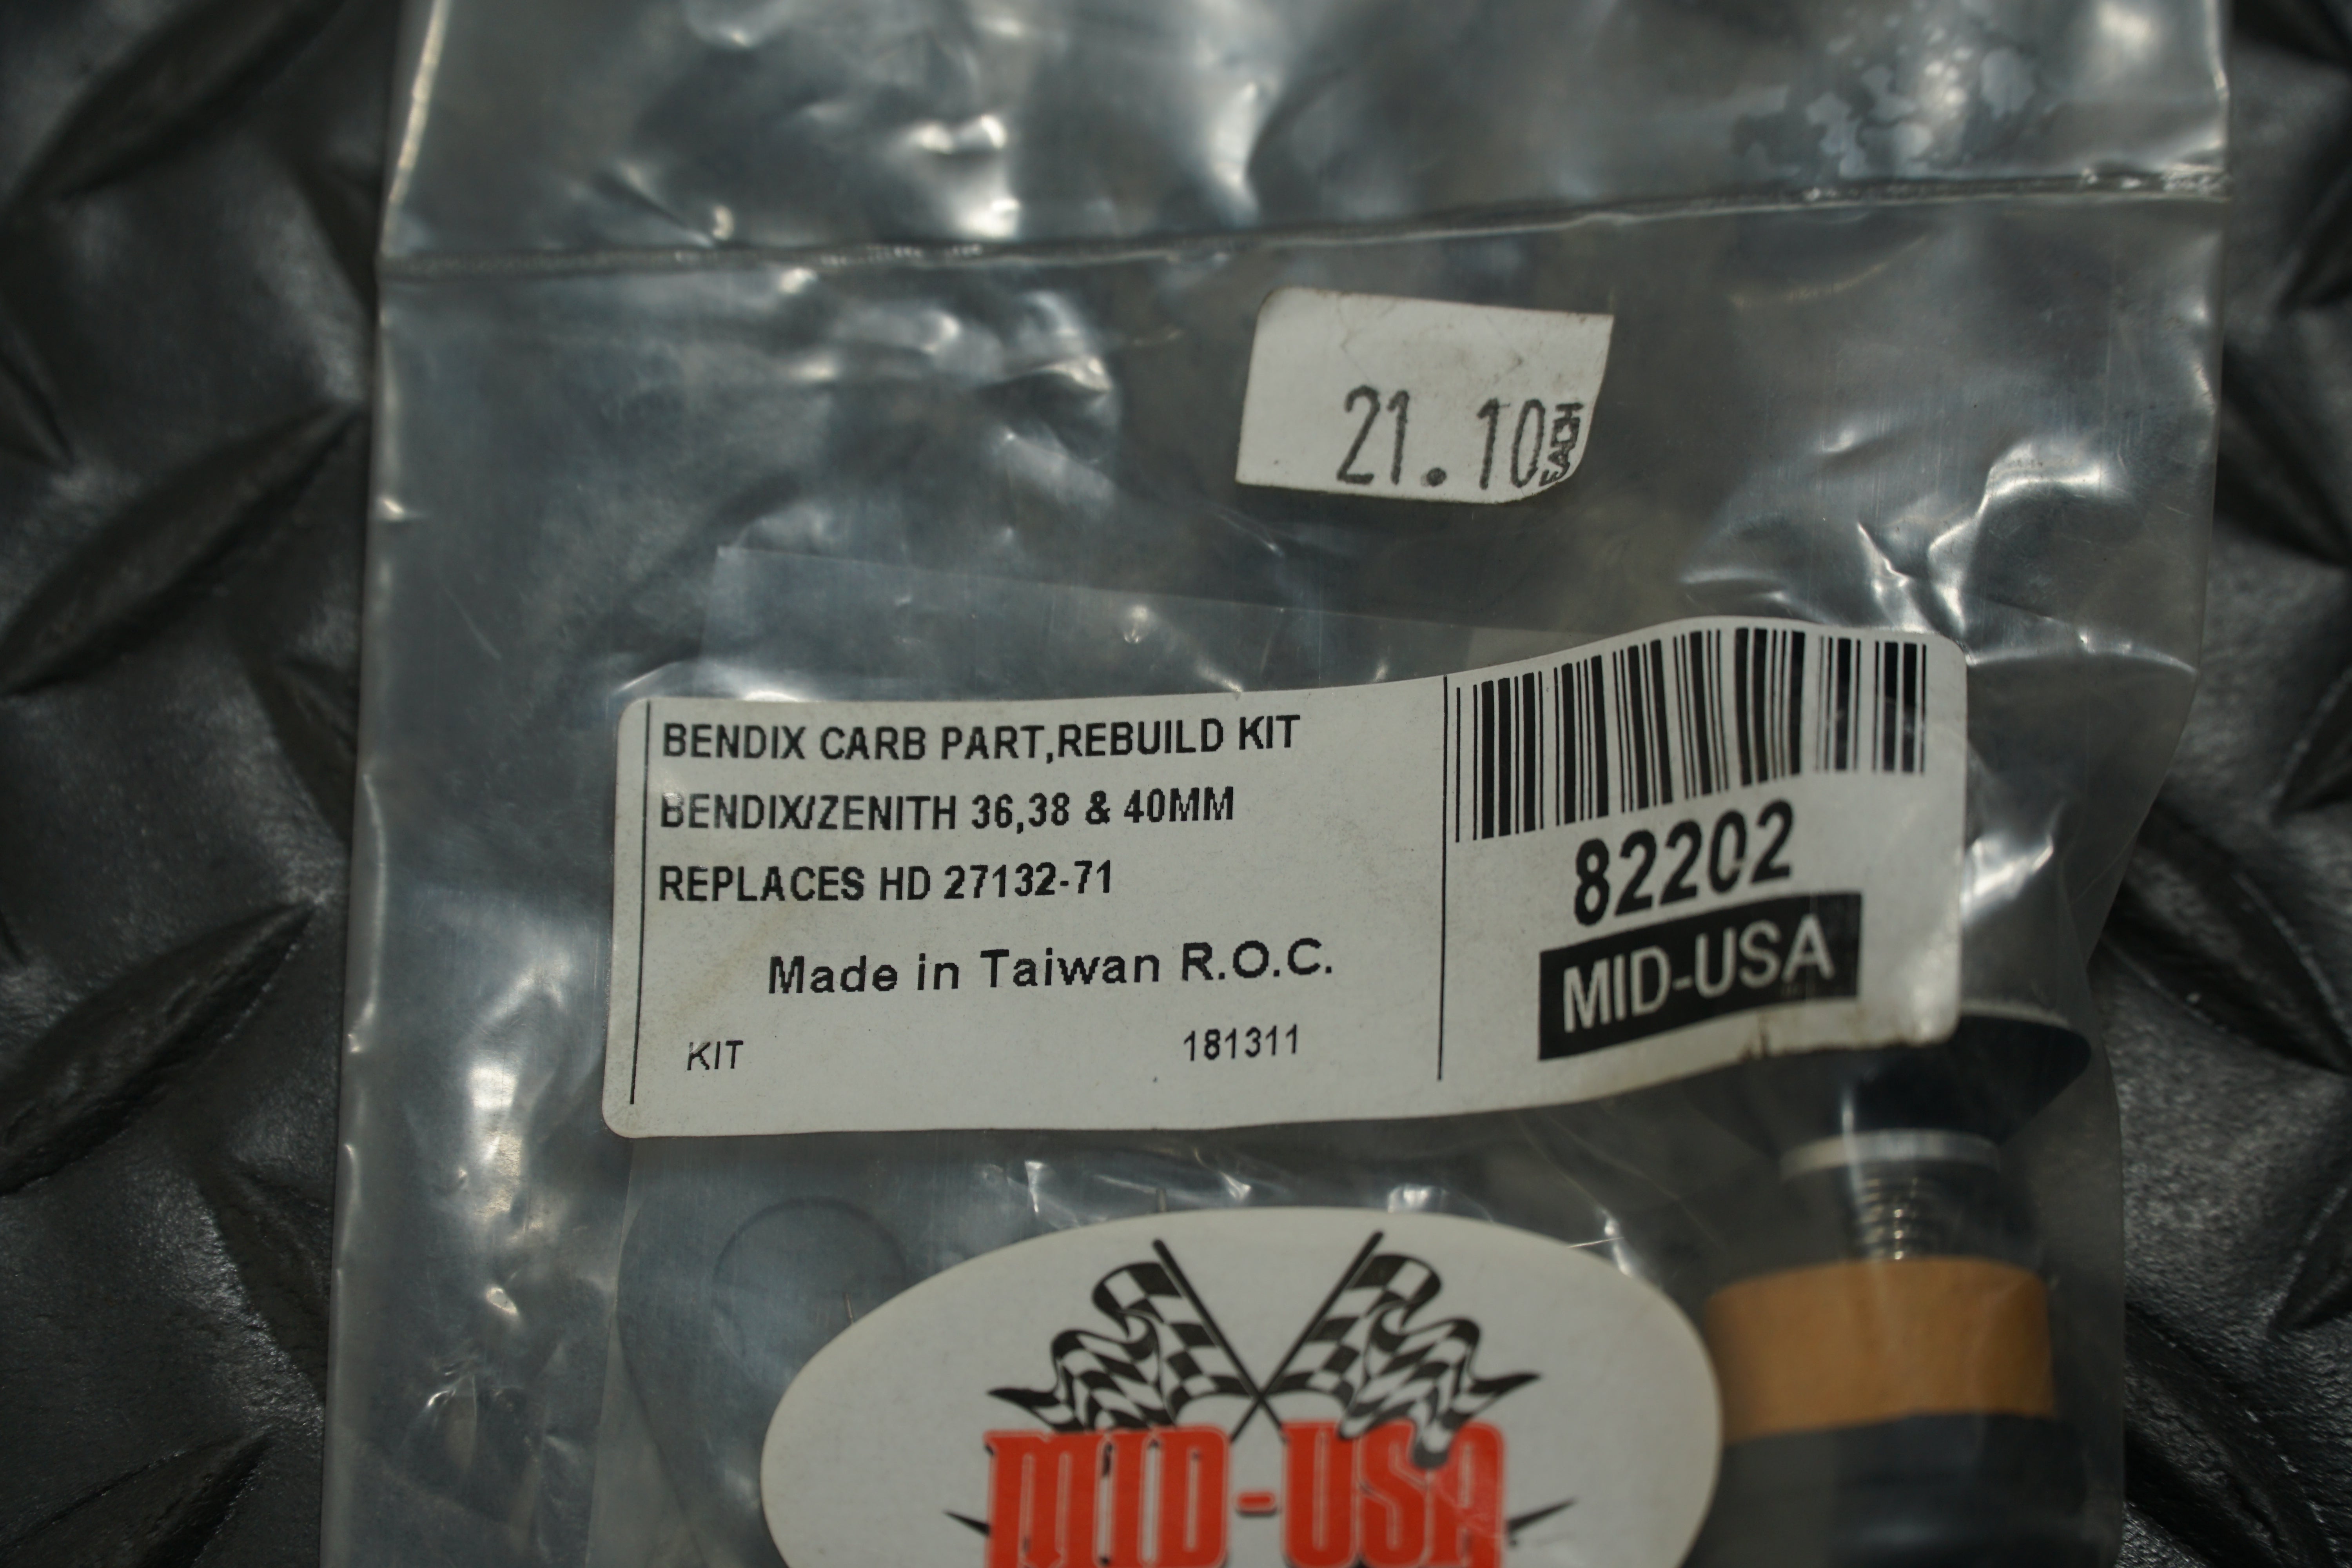 21.10 EACH
BENDIX CARB PART,REBUILD KIT
BENDIX/ZENITH 36,38 & 40MM
REPLACES HD 27132-71
Made in Taiwan R.O.C.
KIT 181311
82202
MID-USA
MID-USA